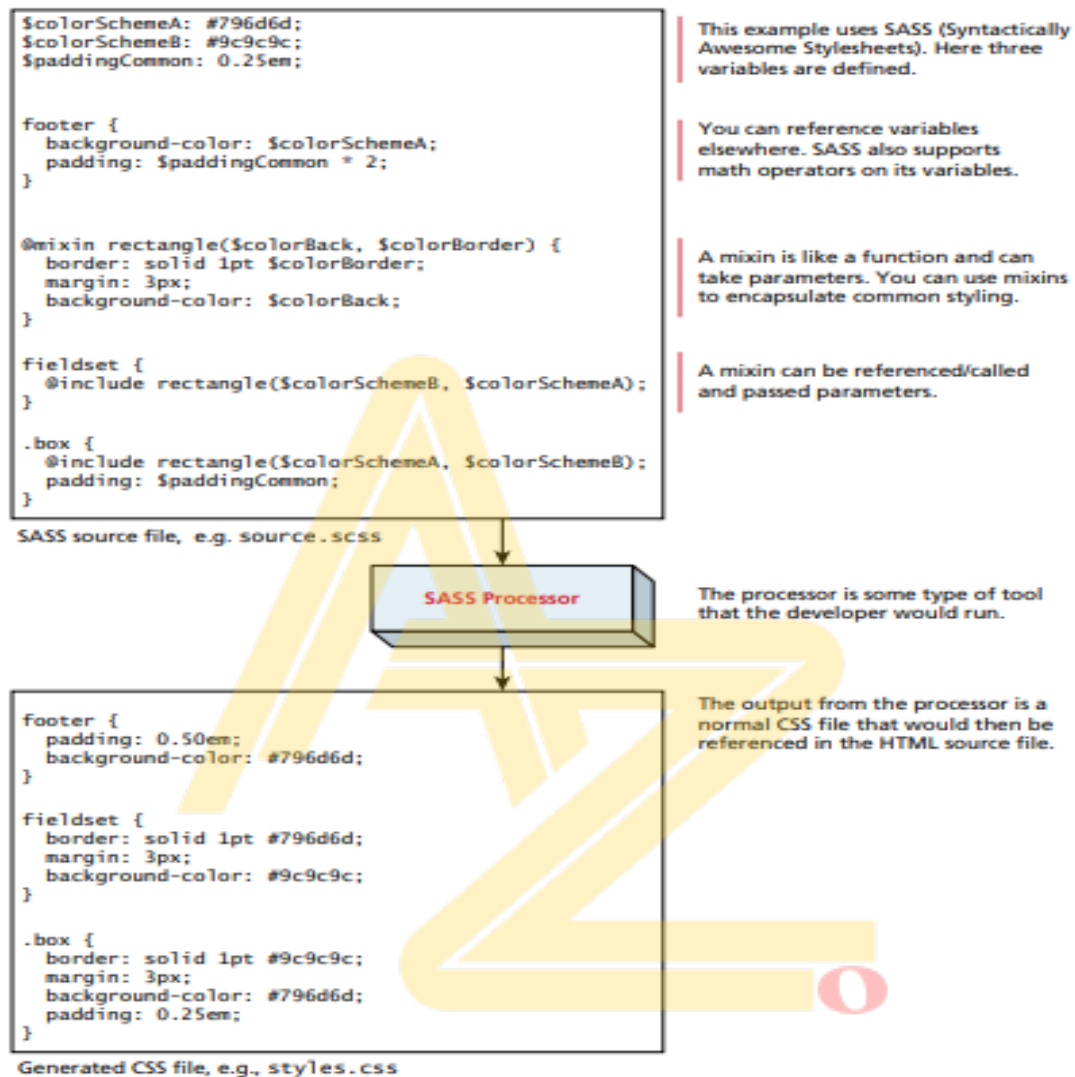 $colorSchemeA: #796d6d;
$colorSchemeB: #9c9c9c;
$paddingCommon: 0.25em;
footer {
background-color: $colorSchemeA;
padding: $paddingCommon * 2;
}
@mixin rectangle($colorBack, $colorBorder) {
border: solid 1pt $colorBorder;
margin: 3px;
background-color: $colorBack;
}
fieldset {
@include rectangle($colorSchemeB, $colorSchemeA);
}
.box {
@include rectangle($colorSchemeA, $colorSchemeB);
padding: $paddingCommon;
}
SASS source file, e.g. source.scss
This example uses SASS (Syntactically
Awesome Stylesheets). Here three
variables are defined.
You can reference variables
elsewhere. SASS also supports
math operators on its variables.
A mixin is like a function and can
take parameters. You can use mixins
to encapsulate common styling.
A mixin can be referenced/called
and passed parameters.
SASS Processor
The processor is some type of tool
that the developer would run.
footer {
padding: 0.50em;
background-color: #796d6d;
}
fieldset {
border: solid 1pt #796d6d;
margin: 3px;
background-color: #9c9c9c;
}
.box {
border: solid 1pt #9c9c9c;
margin: 3px;
background-color: #796d6d;
padding: 0.25em;
}
Generated CSS file, e.g., styles.css
The output from the processor is a
normal CSS file that would then be
referenced in the HTML source file.
AZO